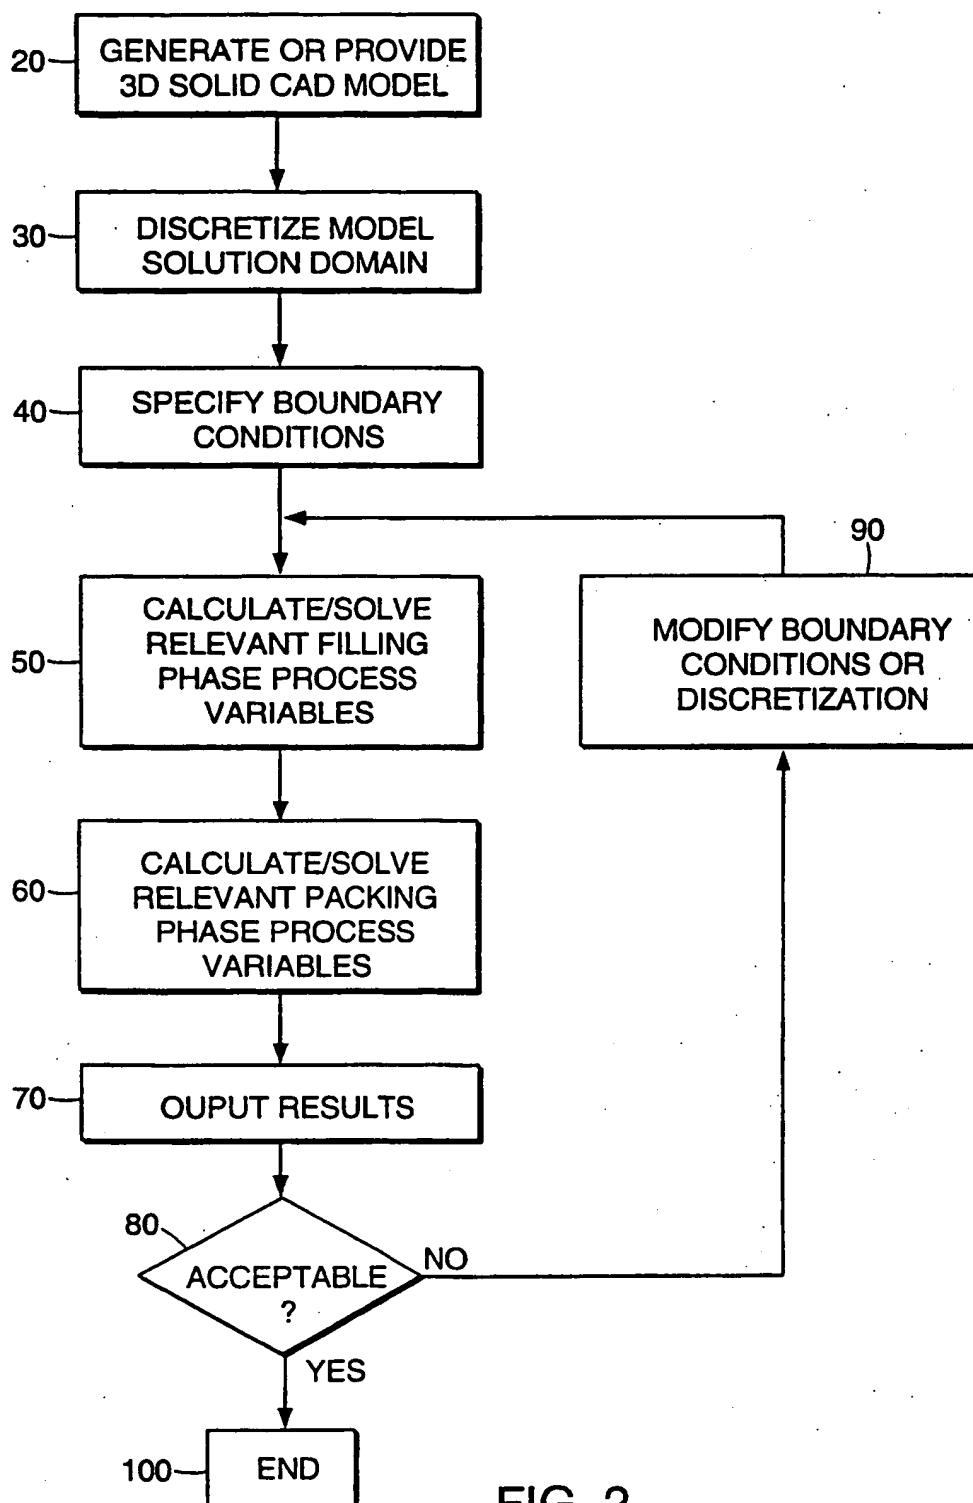 20
GENERATE OR PROVIDE
3D SOLID CAD MODEL
30
DISCRETIZE MODEL
SOLUTION DOMAIN
40
SPECIFY BOUNDARY
CONDITIONS
90
MODIFY BOUNDARY
CONDITIONS OR
DISCRETIZATION
50
CALCULATE/SOLVE
RELEVANT FILLING
PHASE PROCESS
VARIABLES
60
CALCULATE/SOLVE
RELEVANT PACKING
PHASE PROCESS
VARIABLES
70
OUPUT RESULTS
80
ACCEPTABLE
?
NO
YES
100
END
FIG. 2